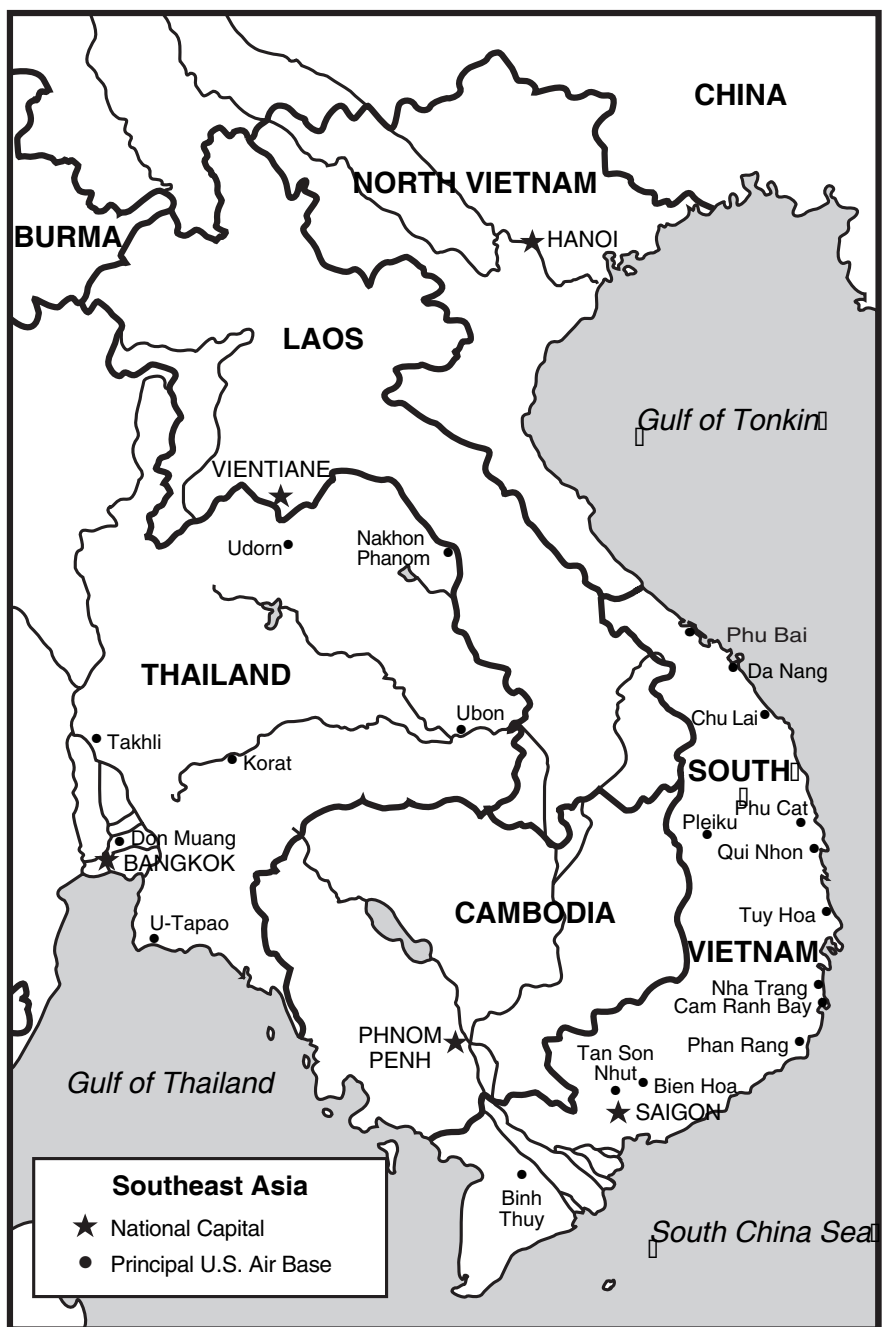 CHINA
NORTH VIETNAM
BURMA
HANOI
LAOS
Gulf of Tonkin
VIENTIANE
Udorn
Nakhon
Phanom
Phu Bai
THAILAND
Da Nang
Ubon
Chu Lai
Takhli
Korat
SOUTH
Phu Cat
Pleiku
Don Muang
Qui Nhon
BANGKOK
CAMBODIA
Tuy Hoa
U-Tapao
VIETNAM
Nha Trang
Cam Ranh Bay
PHNOM
PENH
Phan Rang
Tan Son
Nhut
Gulf of Thailand
Bien Hoa
SAIGON
Southeast Asia
National Capital
Principal U.S. Air Base
Binh
Thuy
South China Sea